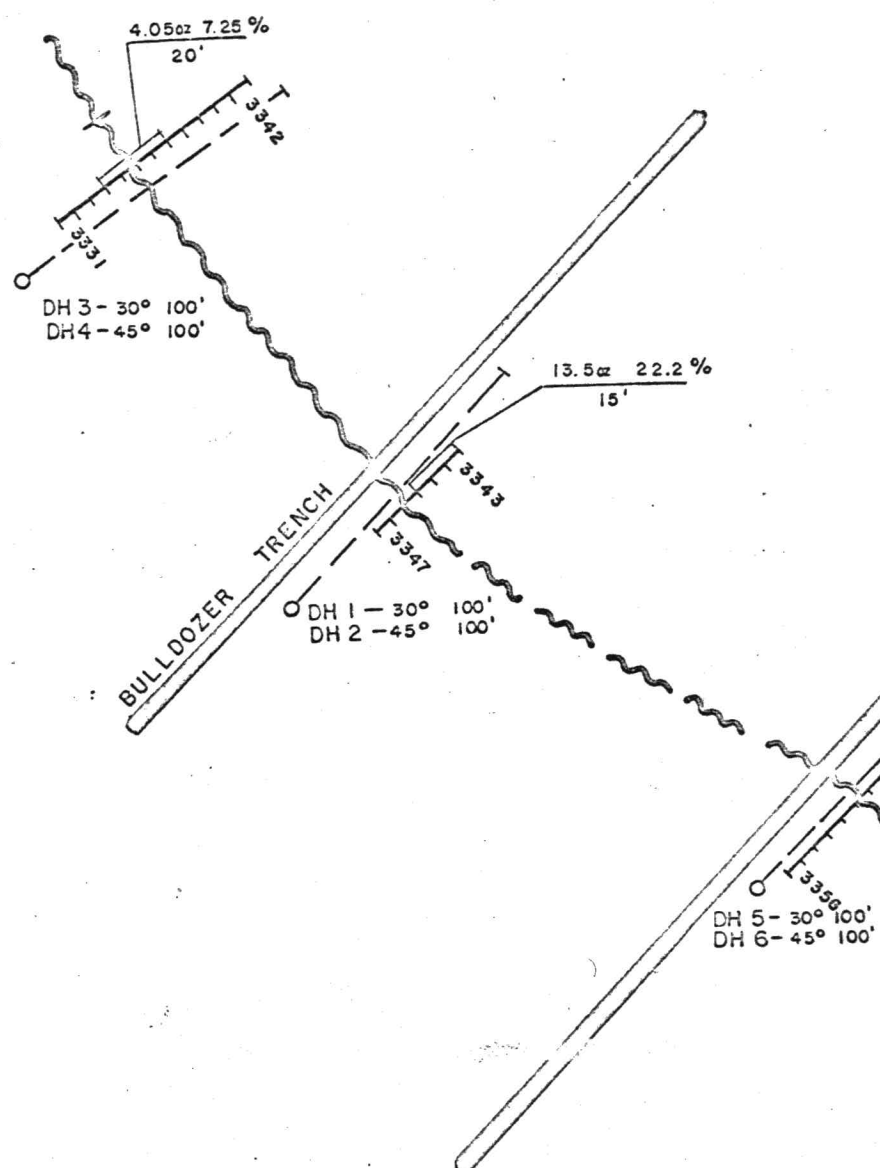 4.05oz 7.25 %
20'
3342
3331
DH 3 - 30° 100'
DH 4 - 45° 100'
13.5oz 22.2 %
15'
3343
3347
BULLDOZER TRENCH
DH 1 - 30° 100'
DH 2 - 45° 100'
3356
DH 5 - 30° 100'
DH 6 - 45° 100'